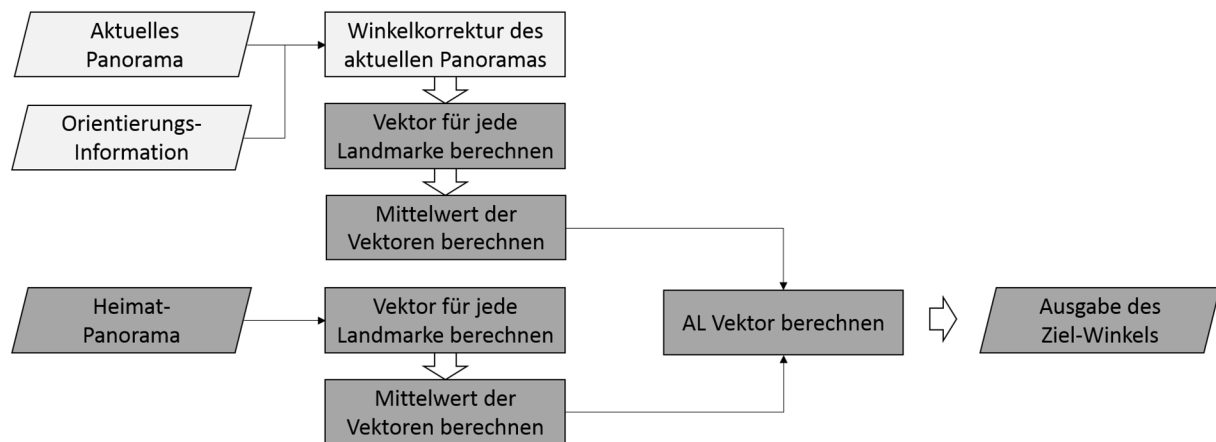 Aktuelles
Panorama
Winkelkorrektur des
aktuellen Panoramas
Orientierungs-
Information
Vektor für jede
Landmarke berechnen
Mittelwert der
Vektoren berechnen
Heimat-
Panorama
Vektor für jede
Landmarke berechnen
Mittelwert der
Vektoren berechnen
AL Vektor berechnen
Ausgabe des
Ziel-Winkels